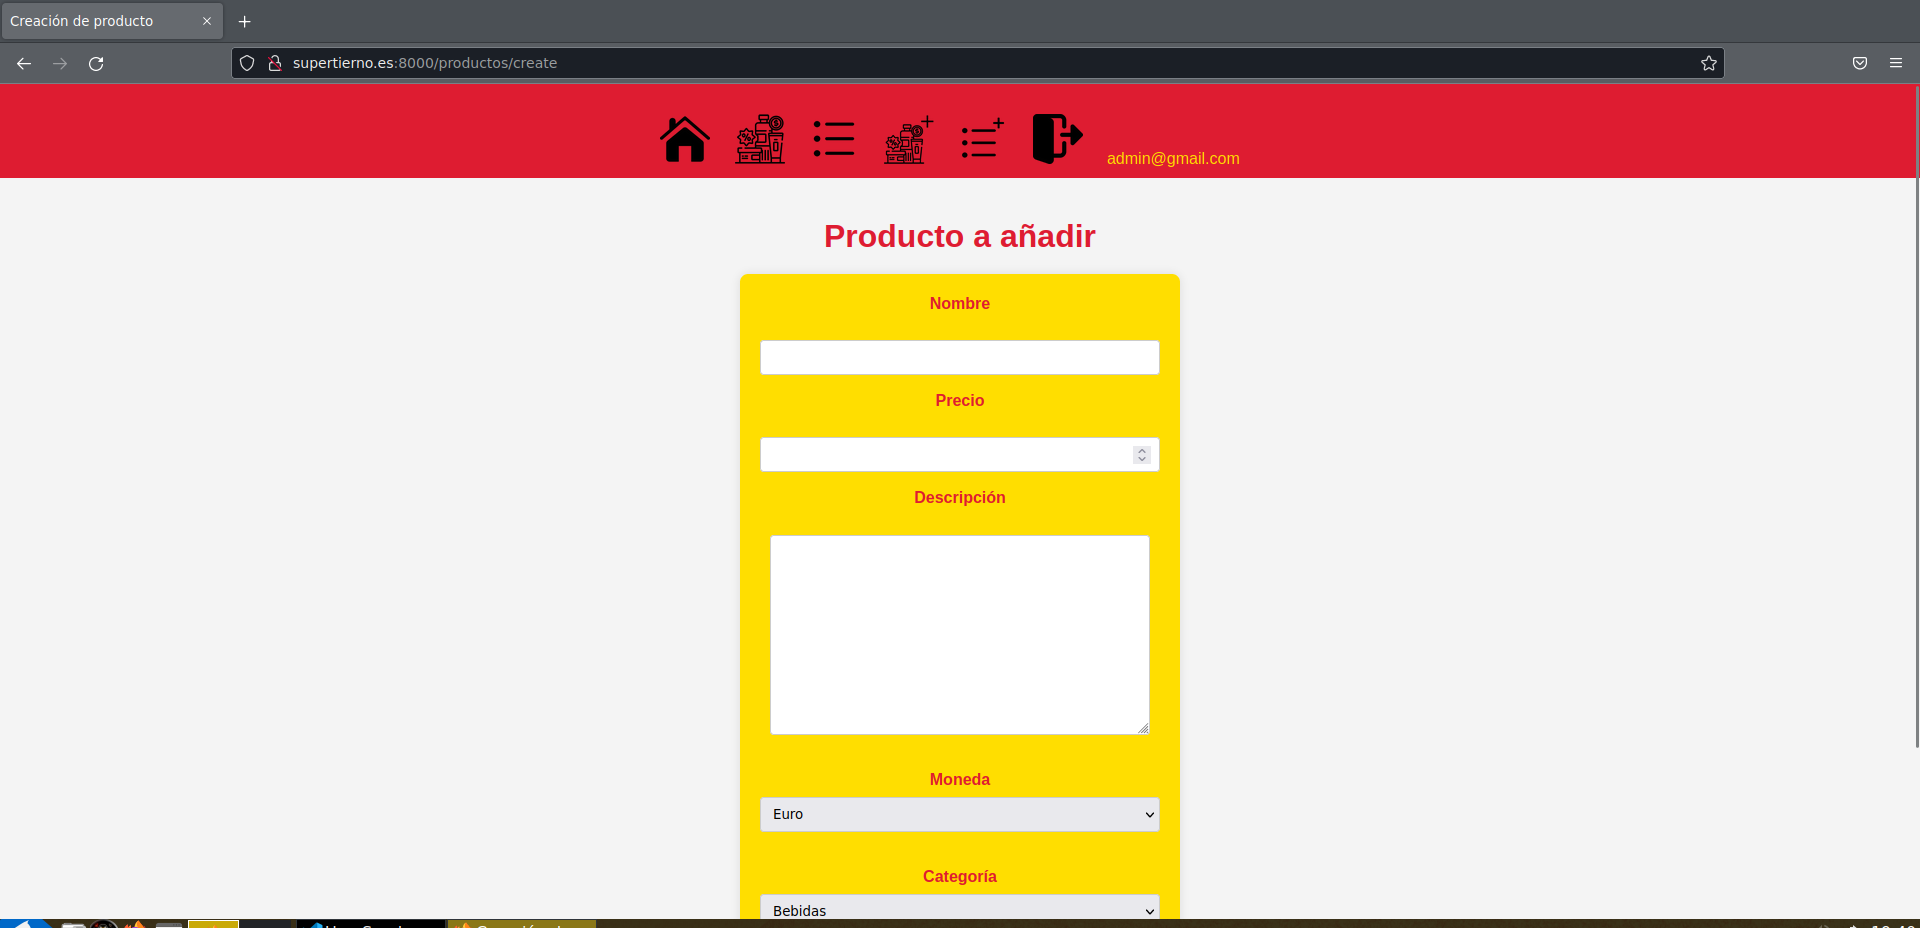 Creación de producto
supertierno.es:8000/productos/create
admin@gmail.com
Producto a añadir
Nombre
Precio
Descripción
Moneda
Euro
Categoría
Bebidas